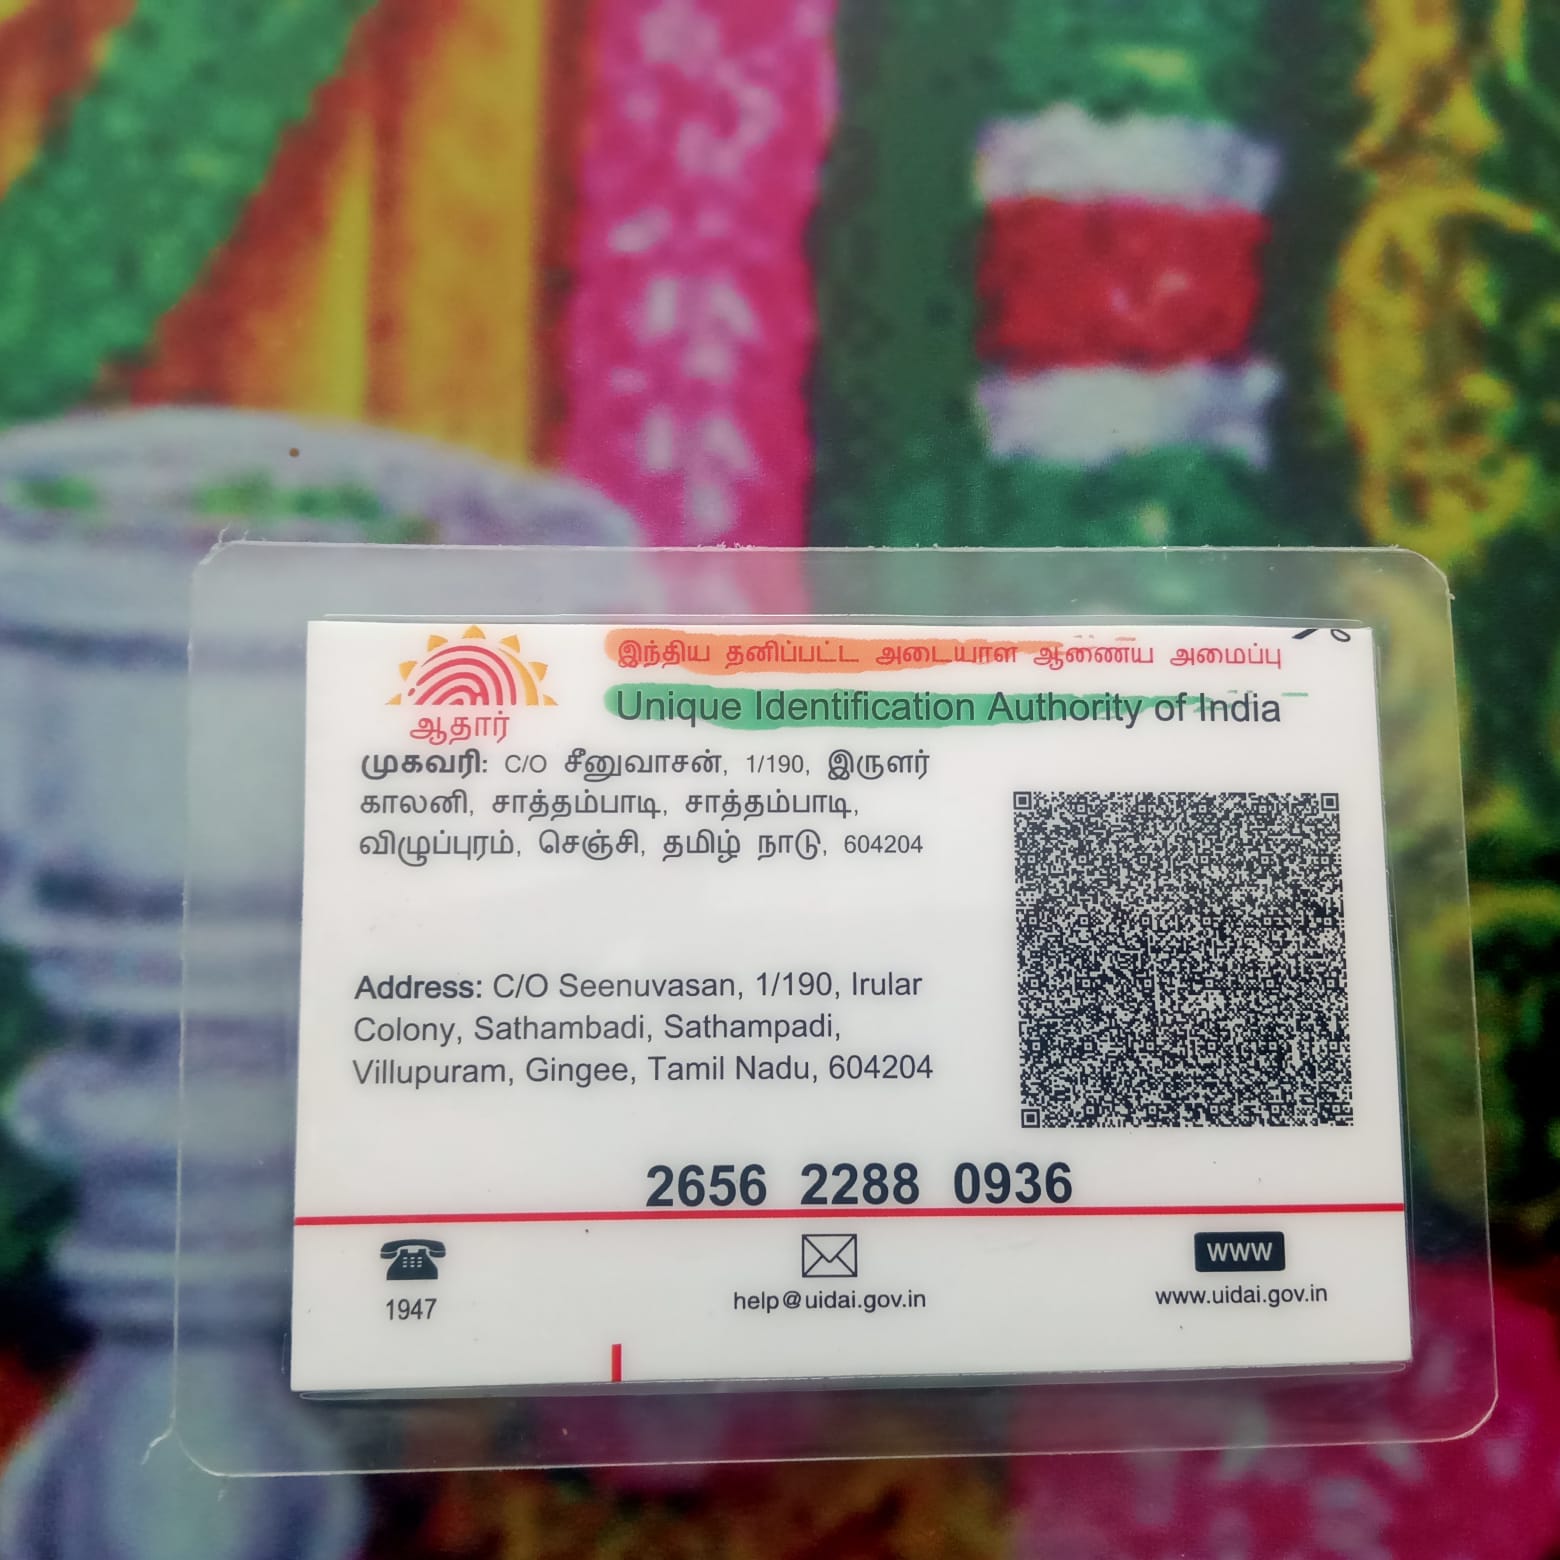 இந்திய தனிப்பட்ட அடையாள ஆணைய அமைப்பு
Unique Identification Authority of India
ஆதார்
முகவரி: C/O சீனுவாசன், 1/190, இருளர்
காலனி, சாத்தம்பாடி, சாத்தம்பாடி,
விழுப்புரம், செஞ்சி, தமிழ் நாடு, 604204
Address: C/O Seenuvasan, 1/190, Irular
Colony, Sathambadi, Sathampadi,
Villupuram, Gingee, Tamil Nadu, 604204
2656 2288 0936
WWW
1947
help@uidai.gov.in
www.uidai.gov.in